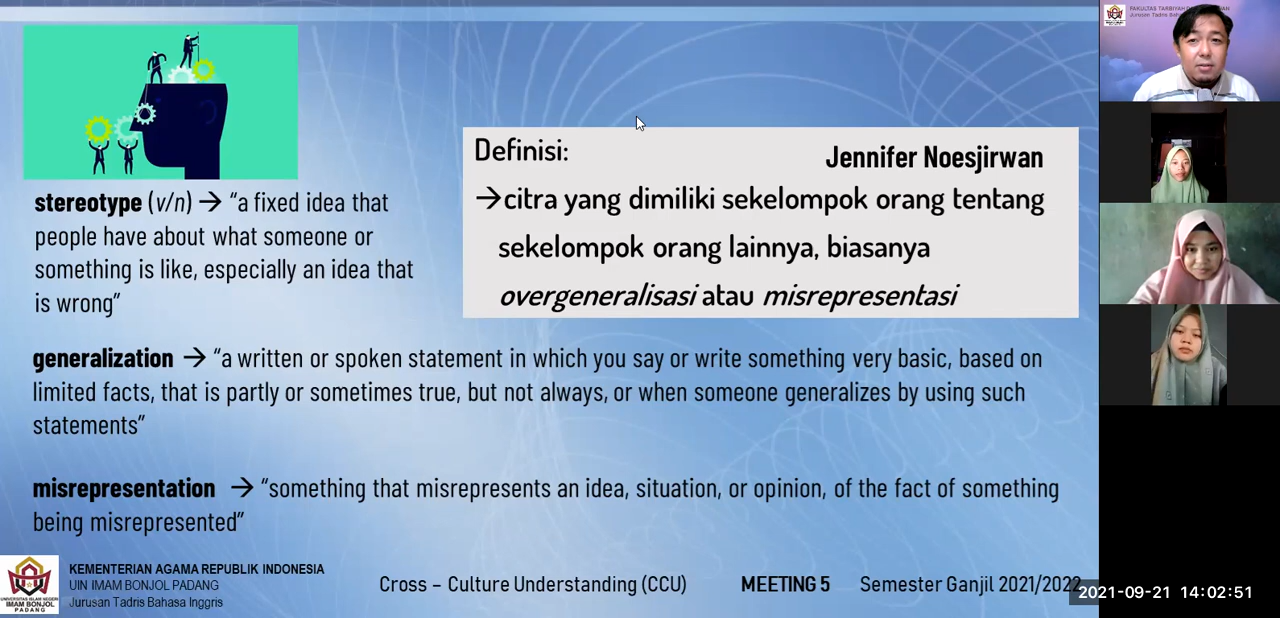 stereotype (v/n) → “a fixed idea that
people have about what someone or
something is like, especially an idea that
is wrong”
Definisi:
Jennifer Noesjirwan
→citra yang dimiliki sekelompok orang tentang
sekelompok orang lainnya, biasanya
overgeneralisasi atau misrepresentasi
generalization → “a written or spoken statement in which you say or write something very basic, based on
limited facts, that is partly or sometimes true, but not always, or when someone generalizes by using such
statements”
misrepresentation → “something that misrepresents an idea, situation, or opinion, of the fact of something
being misrepresented”
UNIVERSITAS ISLAM NEGERI
IMAM BONJOL
PADANG
KEMENTERIAN AGAMA REPUBLIK INDONESIA
UIN IMAM BONJOL PADANG
Jurusan Tadris Bahasa Inggris
Cross – Culture Understanding (CCU) MEETING 5 Semester Ganjil 2021/2022
FAKULTAS TARBIYAH
Jurusan Tadris
2021-09-21 14:02:51